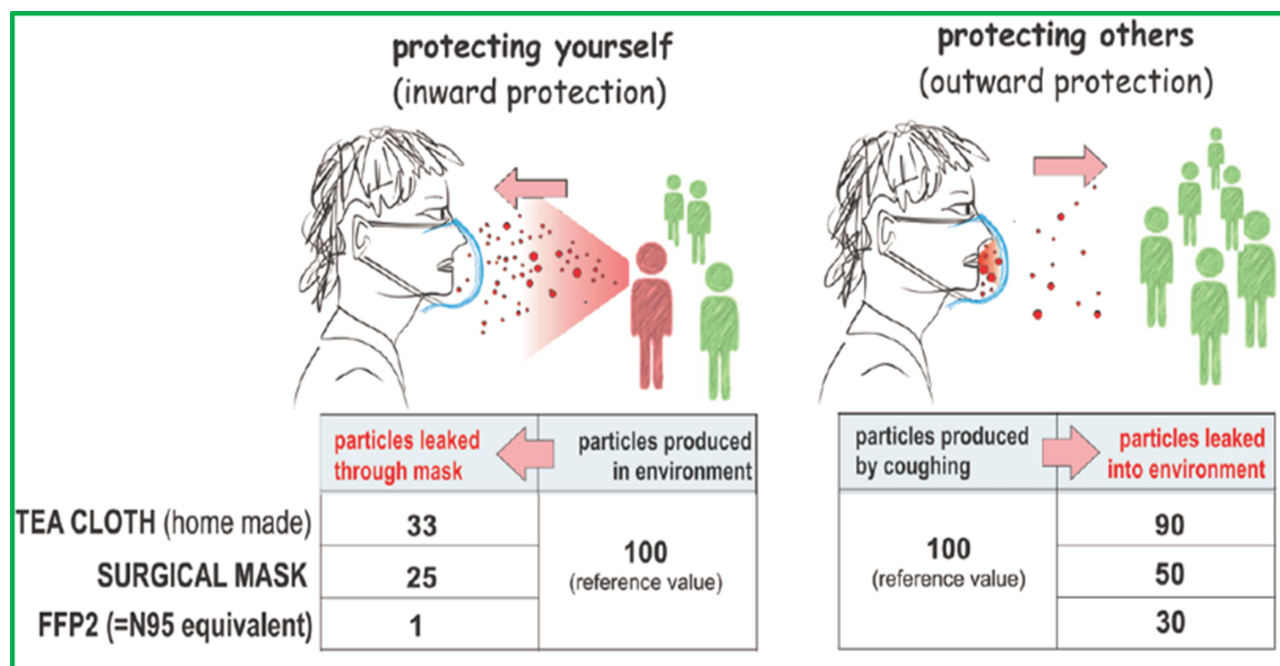 protecting yourself
(inward protection)
protecting others
(outward protection)
particles leaked
through mask
particles produced
in environment
particles produced
by coughing
particles leaked
into environment
TEA CLOTH (home made)
33
100
(reference value)
100
(reference value)
90
SURGICAL MASK
25
50
FFP2 (=N95 equivalent)
1
30